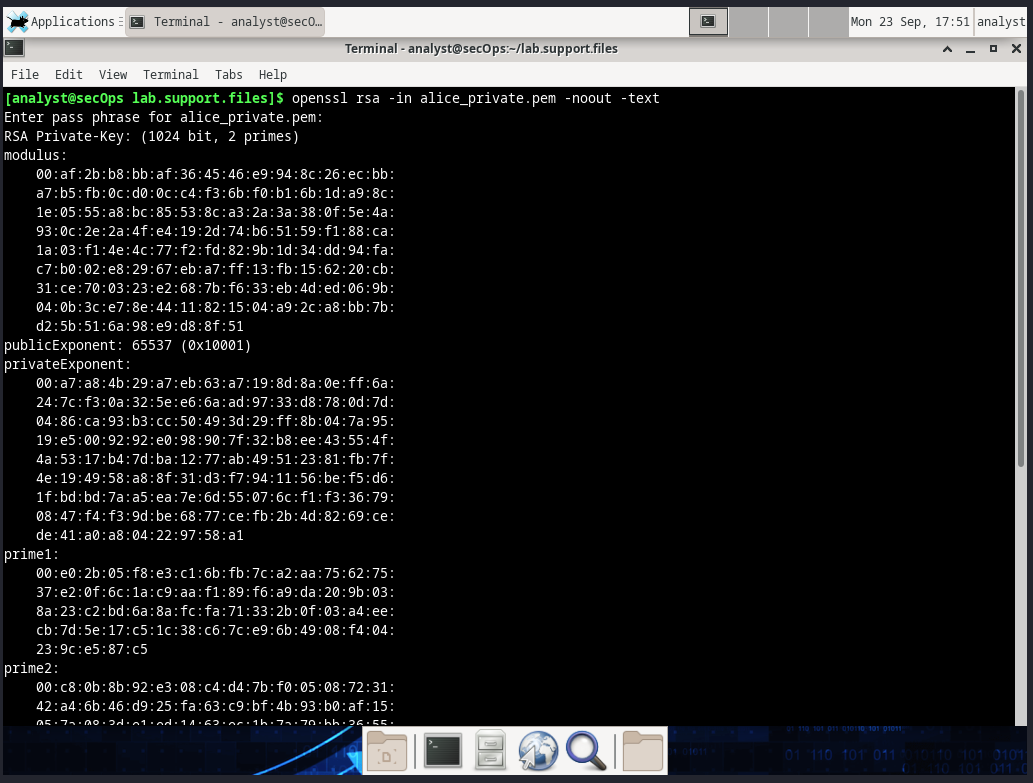 Applications
Terminal - analyst@secO...
Mon 23 Sep, 17:51
analyst
Terminal - analyst@secOps:~/lab.support.files
File Edit View Terminal Tabs Help
[analyst@secOps lab.support.files]$ openssl rsa -in alice_private.pem -noout -text
Enter pass phrase for alice_private.pem:
RSA Private-Key: (1024 bit, 2 primes)
modulus:
00:af:2b:b8:bb:af:36:45:46:e9:94:8c:26:ec:bb:
a7:b5:fb:0c:d0:0c:c4:f3:6b:f0:b1:6b:1d:a9:8c:
1e:05:55:a8:bc:85:53:8c:a3:2a:3a:38:0f:5e:4a:
93:0c:2e:2a:4f:e4:19:2d:74:b6:51:59:f1:88:ca:
1a:03:f1:4e:4c:77:f2:fd:82:9b:1d:34:dd:94:fa:
c7:b0:02:e8:29:67:eb:a7:ff:13:fb:15:62:20:cb:
31:ce:70:03:23:e2:68:7b:f6:33:eb:4d:ed:06:9b:
04:0b:3c:e7:8e:44:11:82:15:04:a9:2c:a8:bb:7b:
d2:5b:51:6a:98:e9:d8:8f:51
publicExponent: 65537 (0x10001)
privateExponent:
00:a7:a8:4b:29:a7:eb:63:a7:19:8d:8a:0e:ff:6a:
24:7c:f3:0a:32:5e:e6:6a:ad:97:33:d8:78:0d:7d:
04:86:ca:93:b3:cc:50:49:3d:29:ff:8b:04:7a:95:
19:e5:00:92:92:e0:98:90:7f:32:b8:ee:43:55:4f:
4a:53:17:b4:7d:ba:12:77:ab:49:51:23:81:fb:7f:
4e:19:49:58:a8:8f:31:d3:f7:94:11:56:be:f5:d6:
1f:bd:bd:7a:a5:ea:7e:6d:55:07:6c:f1:f3:36:79:
08:47:f4:f3:9d:be:68:77:ce:fb:2b:4d:82:69:ce:
de:41:a0:a8:04:22:97:58:a1
prime1:
00:e0:2b:05:f8:e3:c1:6b:fb:7c:a2:aa:75:62:75:
37:e2:0f:6c:1a:c9:aa:f1:89:f6:a9:da:20:9b:03:
8a:23:c2:bd:6a:8a:fc:fa:71:33:2b:0f:03:a4:ee:
cb:7d:5e:17:c5:1c:38:c6:7c:e9:6b:49:08:f4:04:
23:9c:e5:87:c5
prime2:
00:c8:0b:8b:92:e3:08:c4:d4:7b:f0:05:08:72:31:
42:a4:6b:46:d9:25:fa:63:c9:bf:4b:93:b0:af:15: